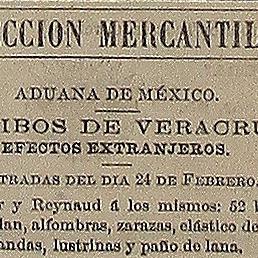 CCION MERCANTIL
ADUANA DE MÉXICO.
IBOS DE VERACRU
EFECTOS EXTRANJEROS.
TRADAS DEL DIA 24 DE FEBRERO.
r y Reynaud á los mismos: 52
lan, alfombras, zarazas, elástico de
andas, lustrinas y paño de lana.